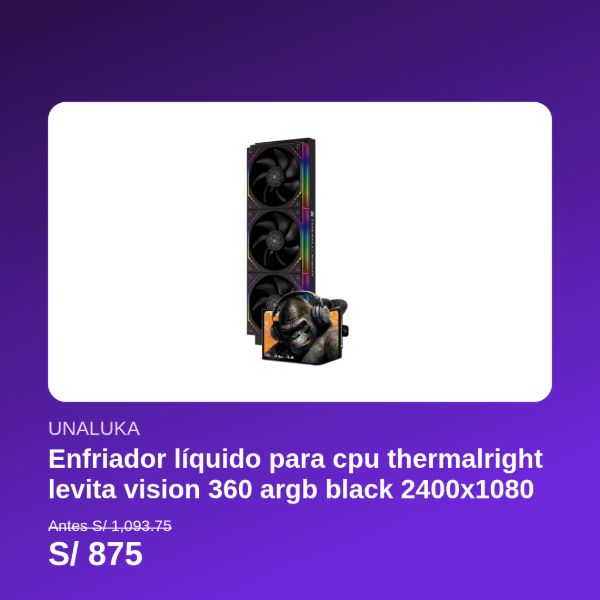 UNALUKA
Enfriador líquido para cpu thermalright
levita vision 360 argb black 2400x1080
Antes S/ 1,093.75
S/ 875